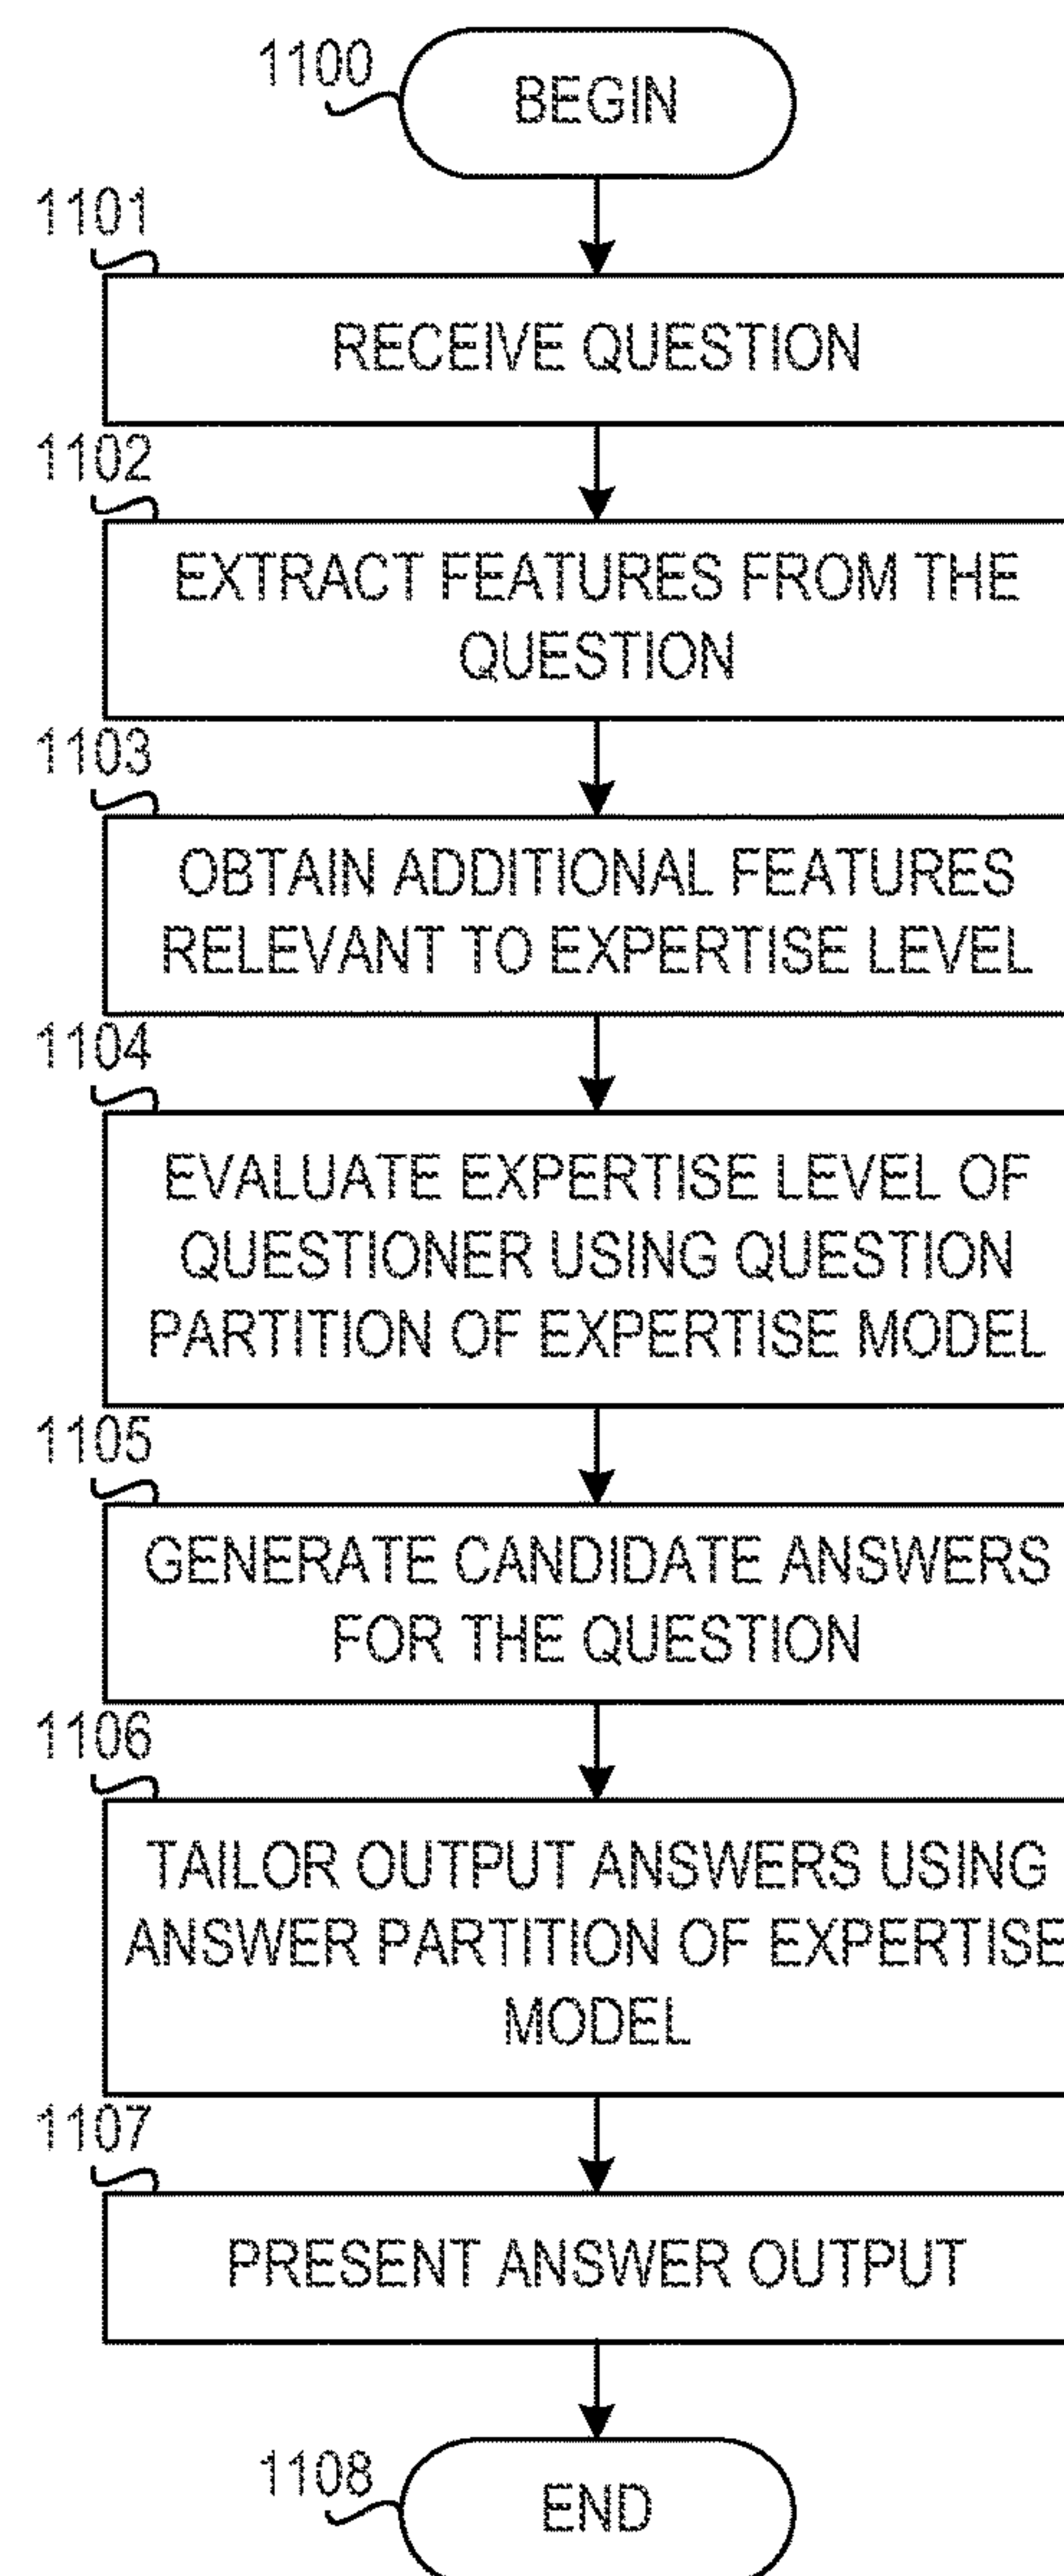 1100
BEGIN
1101
RECEIVE QUESTION
1102
EXTRACT FEATURES FROM THE
QUESTION
1103
OBTAIN ADDITIONAL FEATURES
RELEVANT TO EXPERTISE LEVEL
1104
EVALUATE EXPERTISE LEVEL OF
QUESTIONER USING QUESTION
PARTITION OF EXPERTISE MODEL
1105
GENERATE CANDIDATE ANSWERS
FOR THE QUESTION
1106
TAILOR OUTPUT ANSWERS USING
ANSWER PARTITION OF EXPERTISE
MODEL
1107
PRESENT ANSWER OUTPUT
1108
END